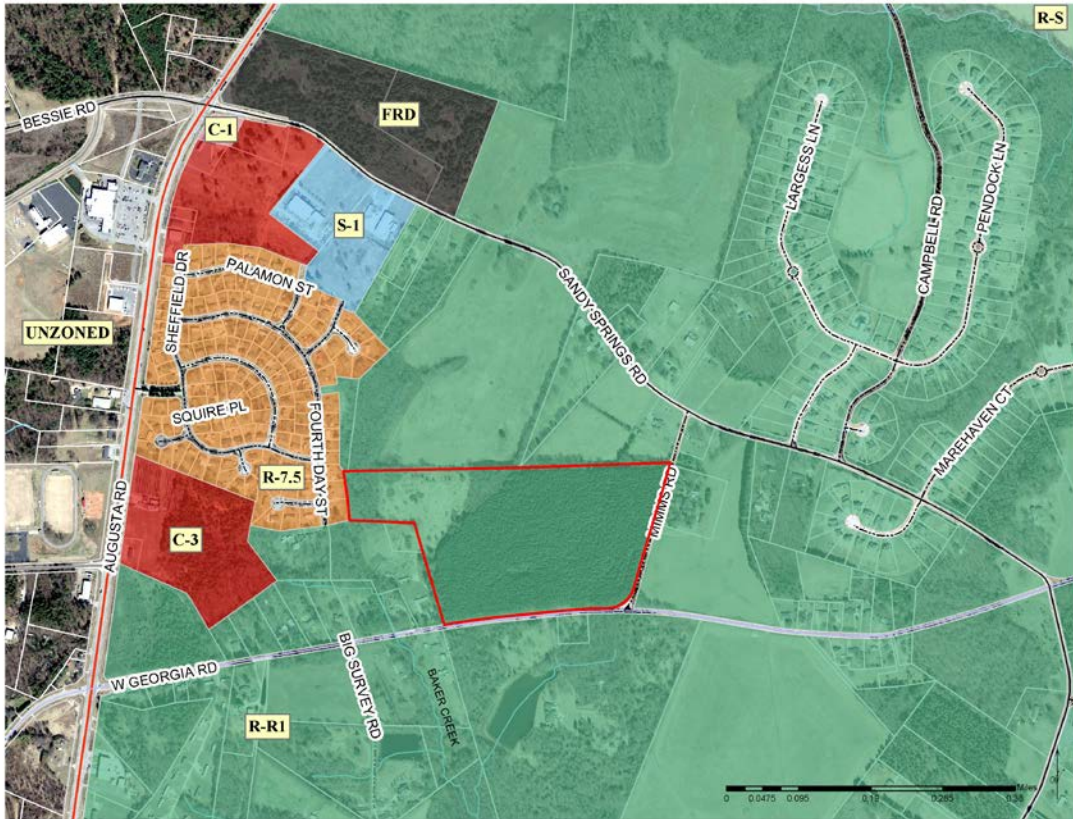 R-S
BESSIE RD
C-1
FRD
LARGESS LN
CAMPBELL RD
PENDOCK LN
S-1
SHEFFIELD DR
PALAMON ST
SANDY SPRINGS RD
UNZONED
SQUIRE PL
FOURTH DAY ST
MAREHAVEN CT
R-7.5
MIMMS RD
AUGUSTA RD
C-3
W GEORGIA RD
BIG SURVEY RD
BAKER CREEK
R-R1
Miles
0 0.0475 0.095 0.19 0.285 0.38